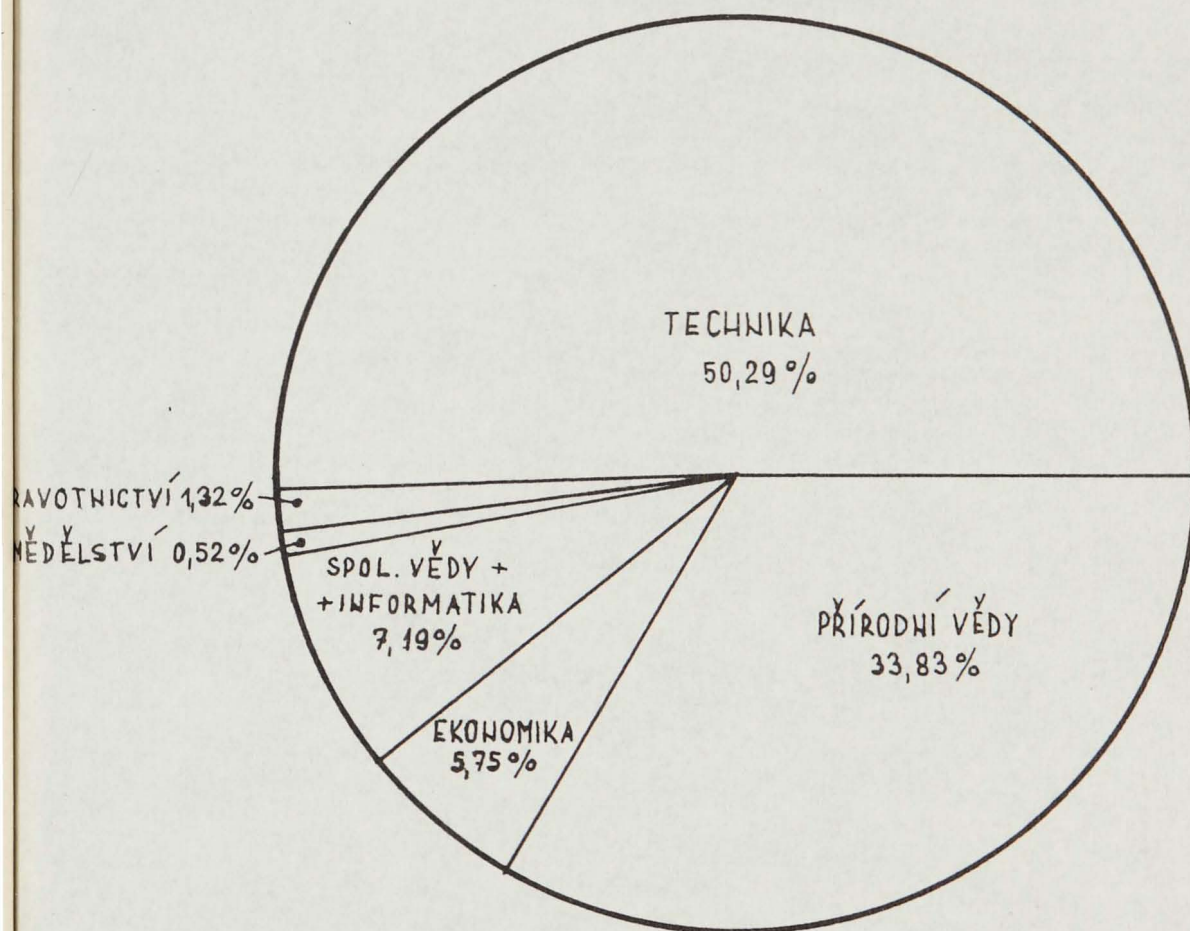 TECHNIKA
50,29 %
RAVOTNICTVÍ 1,32%
MĚDĚLSTVÍ 0,52%
SPOL. VĚDY +
+INFORMATIKA
7,19%
PŘÍRODNÍ VĚDY
33,83 %
EKONOMIKA
5,75 %